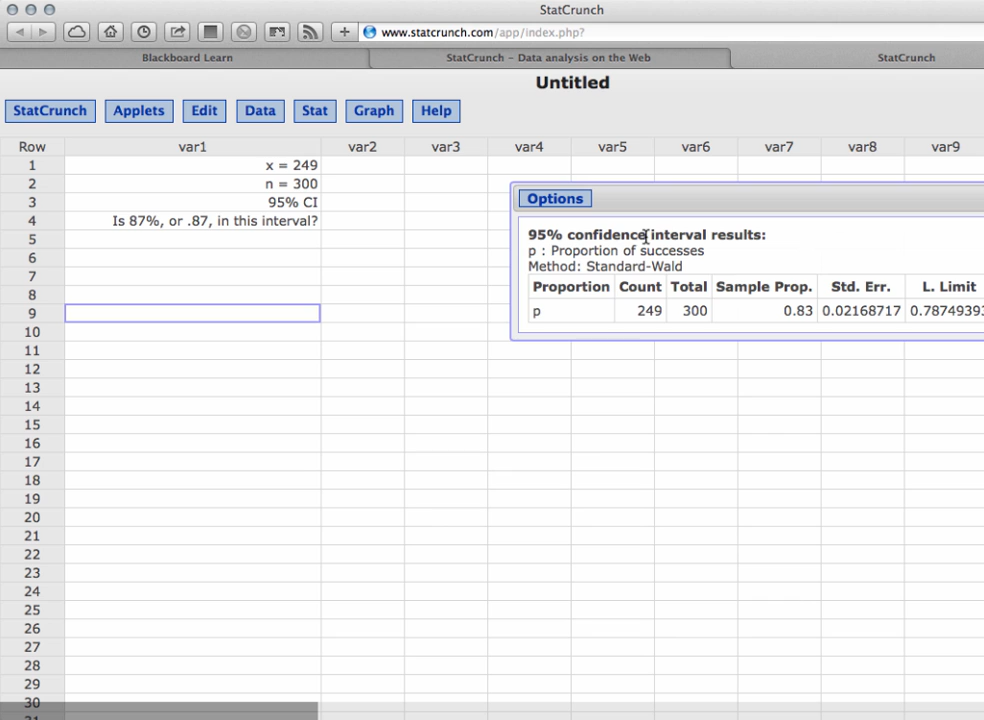 StatCrunch
www.statcrunch.com/app/index.php?
Blackboard Learn
StatCrunch – Data analysis on the Web
StatCrunch
Untitled
StatCrunch Applets Edit Data Stat Graph Help
Row var1 var2 var3 var4 var5 var6 var7 var8 var9
1 x = 249
2 n = 300
3 95% CI
4 Is 87%, or .87, in this interval?
5
6
7
8
9
10
11
12
13
14
15
16
17
18
19
20
21
22
23
24
25
26
27
28
29
30
Options
95% confidence interval results:
p : Proportion of successes
Method: Standard-Wald
Proportion Count Total Sample Prop. Std. Err. L. Limit
p 249 300 0.83 0.02168717 0.7874939